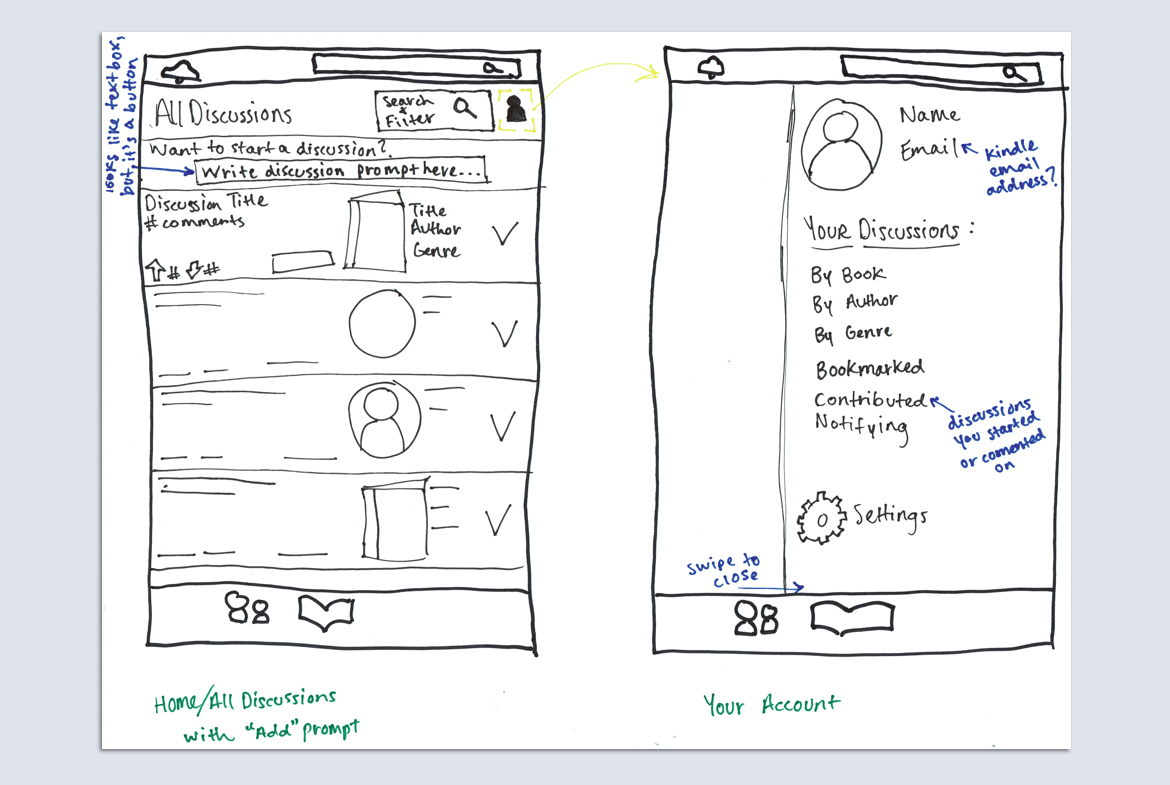 looks like text box,
but, it's a button
All Discussions
Search
+
Filter
Want to start a discussion?
Write discussion prompt here...
Discussion Title
# comments
Title
Author
Genre
# #
Home/All Discussions
with "Add" prompt
Name
Email
Kindle
email
address?
Your Discussions:
By Book
By Author
By Genre
Bookmarked
Contributed
Notifying
discussions
you started
or comented
on
Settings
swipe to
close
Your Account